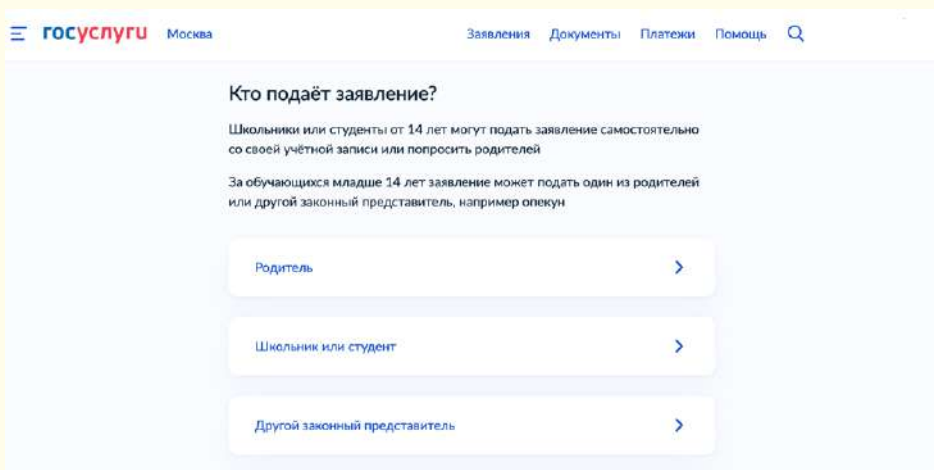 госуслуги Москва Заявления Документы Платежи Помощь
Кто подаёт заявление?
Школьники или студенты от 14 лет могут подать заявление самостоятельно
со своей учётной записи или попросить родителей
За обучающихся младше 14 лет заявление может подать один из родителей
или другой законный представитель, например опекун
Родитель
Школьник или студент
Другой законный представитель